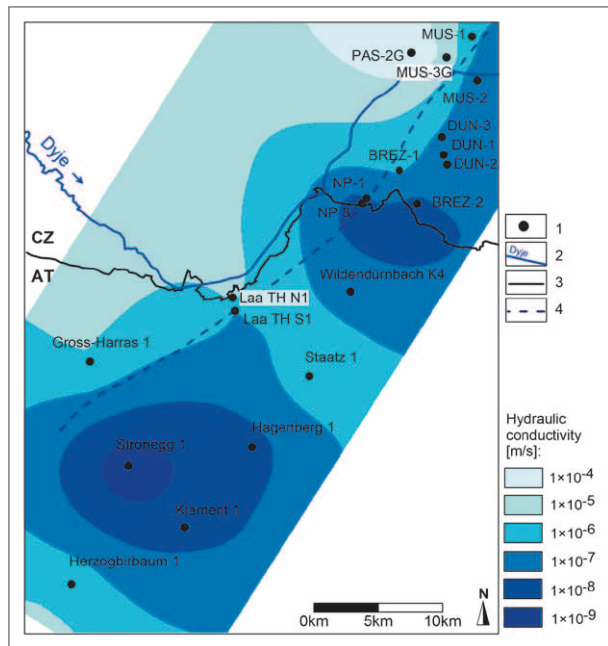 MUS-1
PAS-2G
MUS-3G
MUS-2
DUN-3
DUN-1
DUN-2
BREZ-1
NP-1
NP 3
BREZ-2
Dyje
CZ
AT
Wildendürnbach K4
Laa TH N1
Laa TH S1
Gross-Harras 1
Staatz 1
Hagenberg 1
Stronegg 1
Klement 1
Herzogbirbaum 1
1
Dyje 2
3
4
Hydraulic
conductivity
[m/s]:
1×10⁻⁴
1×10⁻⁵
1×10⁻⁶
1×10⁻⁷
1×10⁻⁸
1×10⁻⁹
N
0km 5km 10km